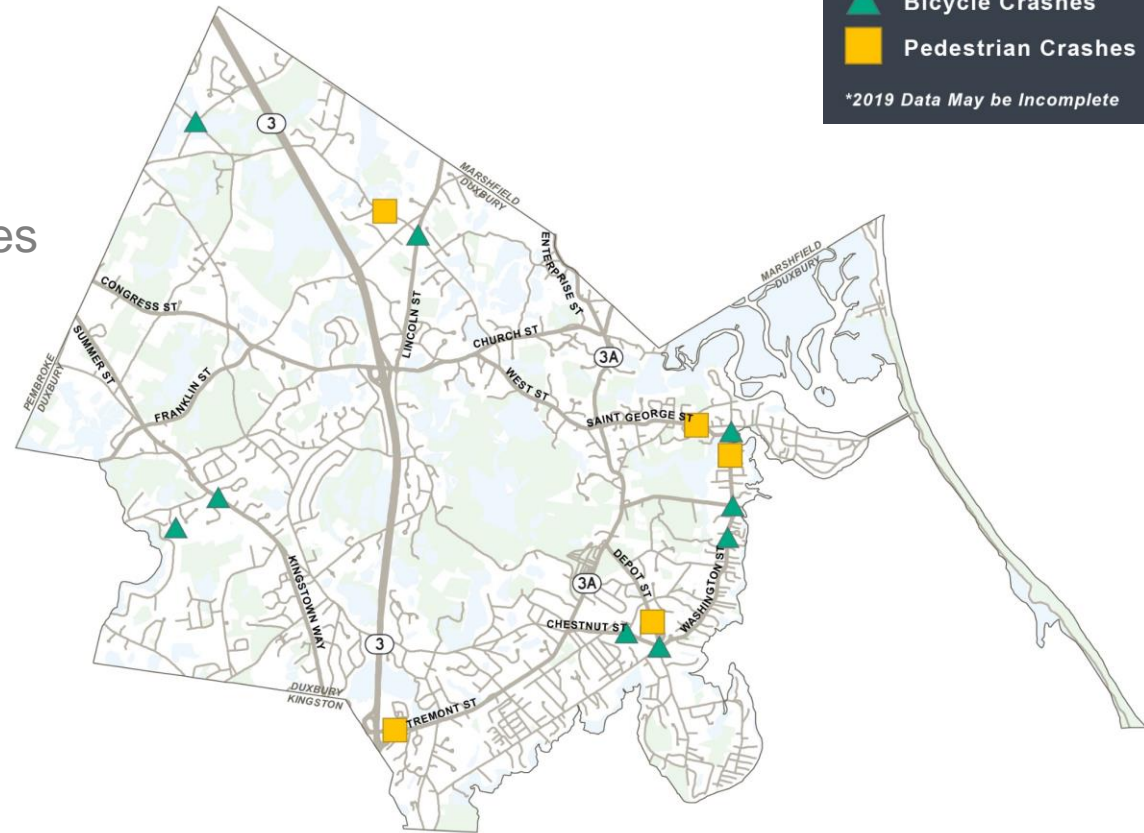 Bicycle Crashes
Pedestrian Crashes
*2019 Data May be Incomplete
es
3
MARSHFIELD
DUXBURY
ENTERPRISE ST
MARSHFIELD
DUXBURY
CONGRESS ST
SUMMER ST
LINCOLN ST
CHURCH ST
3A
PEMBROKE
DUXBURY
FRANKLIN ST
WEST ST
SAINT GEORGE ST
KINGSTOWN WAY
DEPOT ST
3A
WASHINGTON ST
CHESTNUT ST
3
DUXBURY
KINGSTON
TREMONT ST